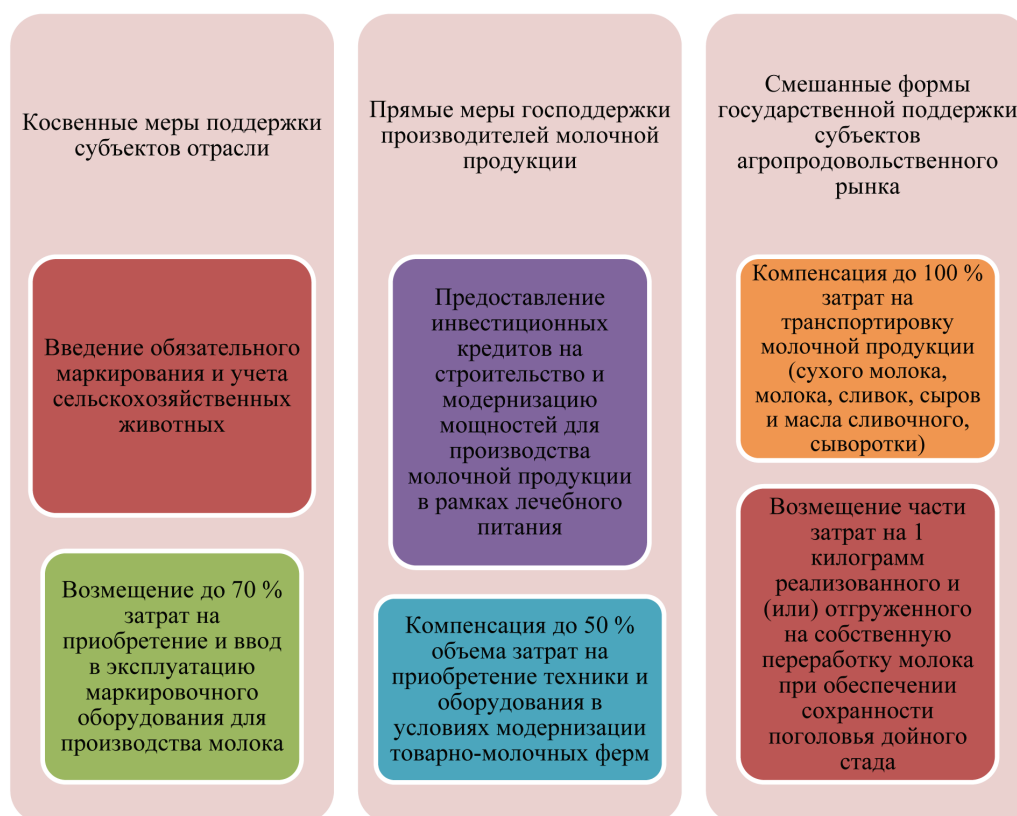 Косвенные меры поддержки
субъектов отрасли
Введение обязательного
маркирования и учета
сельскохозяйственных
животных
Возмещение до 70 %
затрат на
приобретение и ввод
в эксплуатацию
маркировочного
оборудования для
производства молока
Прямые меры господдержки
производителей молочной
продукции
Предоставление
инвестиционных
кредитов на
строительство и
модернизацию
мощностей для
производства
молочной продукции
в рамках лечебного
питания
Компенсация до 50 %
объема затрат на
приобретение техники и
оборудования в
условиях модернизации
товарно-молочных ферм
Смешанные формы
государственной поддержки
субъектов
агропродовольственного
рынка
Компенсация до 100 %
затрат на
транспортировку
молочной продукции
(сухого молока,
молока, сливок, сыров
и масла сливочного,
сыворотки)
Возмещение части
затрат на 1
килограмм
реализованного и
(или) отгруженного
на собственную
переработку молока
при обеспечении
сохранности
поголовья дойного
стада